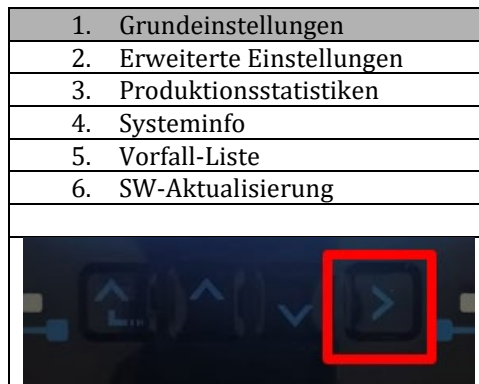 1. Grundeinstellungen
2. Erweiterte Einstellungen
3. Produktionsstatistiken
4. Systeminfo
5. Vorfall-Liste
6. SW-Aktualisierung